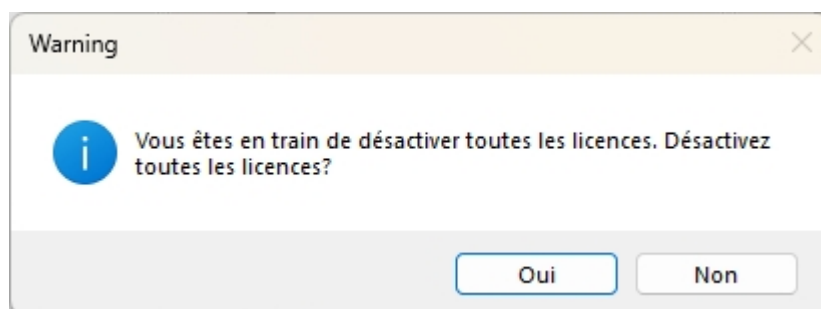 Warning
Vous êtes en train de désactiver toutes les licences. Désactivez
toutes les licences?
Oui
Non